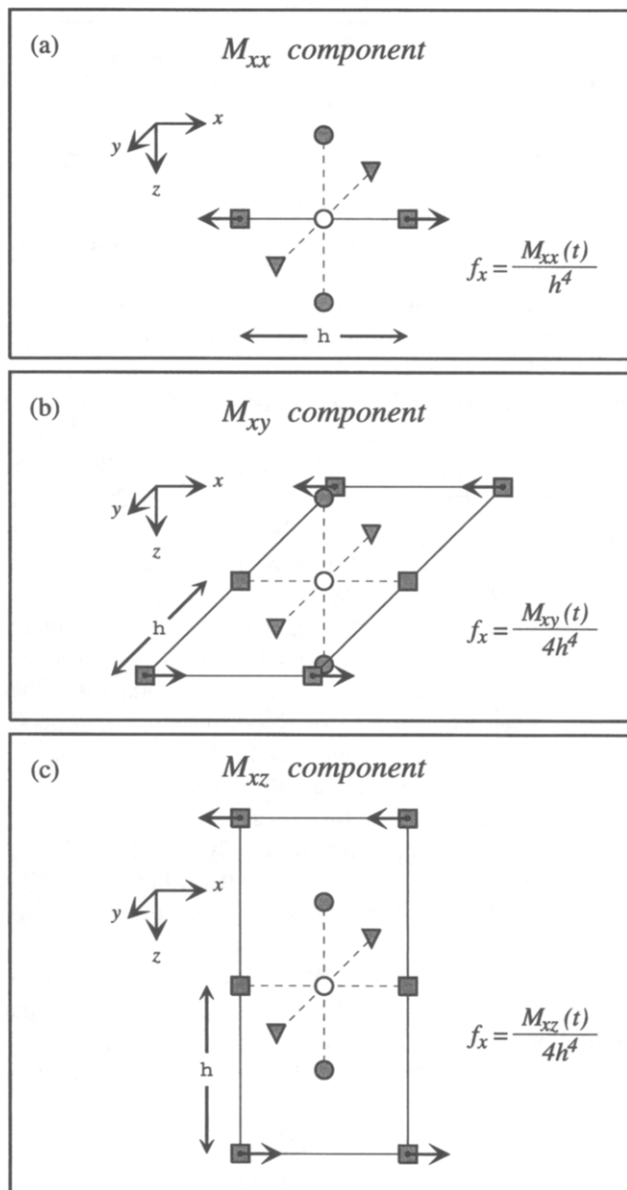 (a) M_xx component
x
y
z
h
f_x = M_xx(t) / h^4
(b) M_xy component
x
y
z
h
f_x = M_xy(t) / 4h^4
(c) M_xz component
x
y
z
h
f_x = M_xz(t) / 4h^4